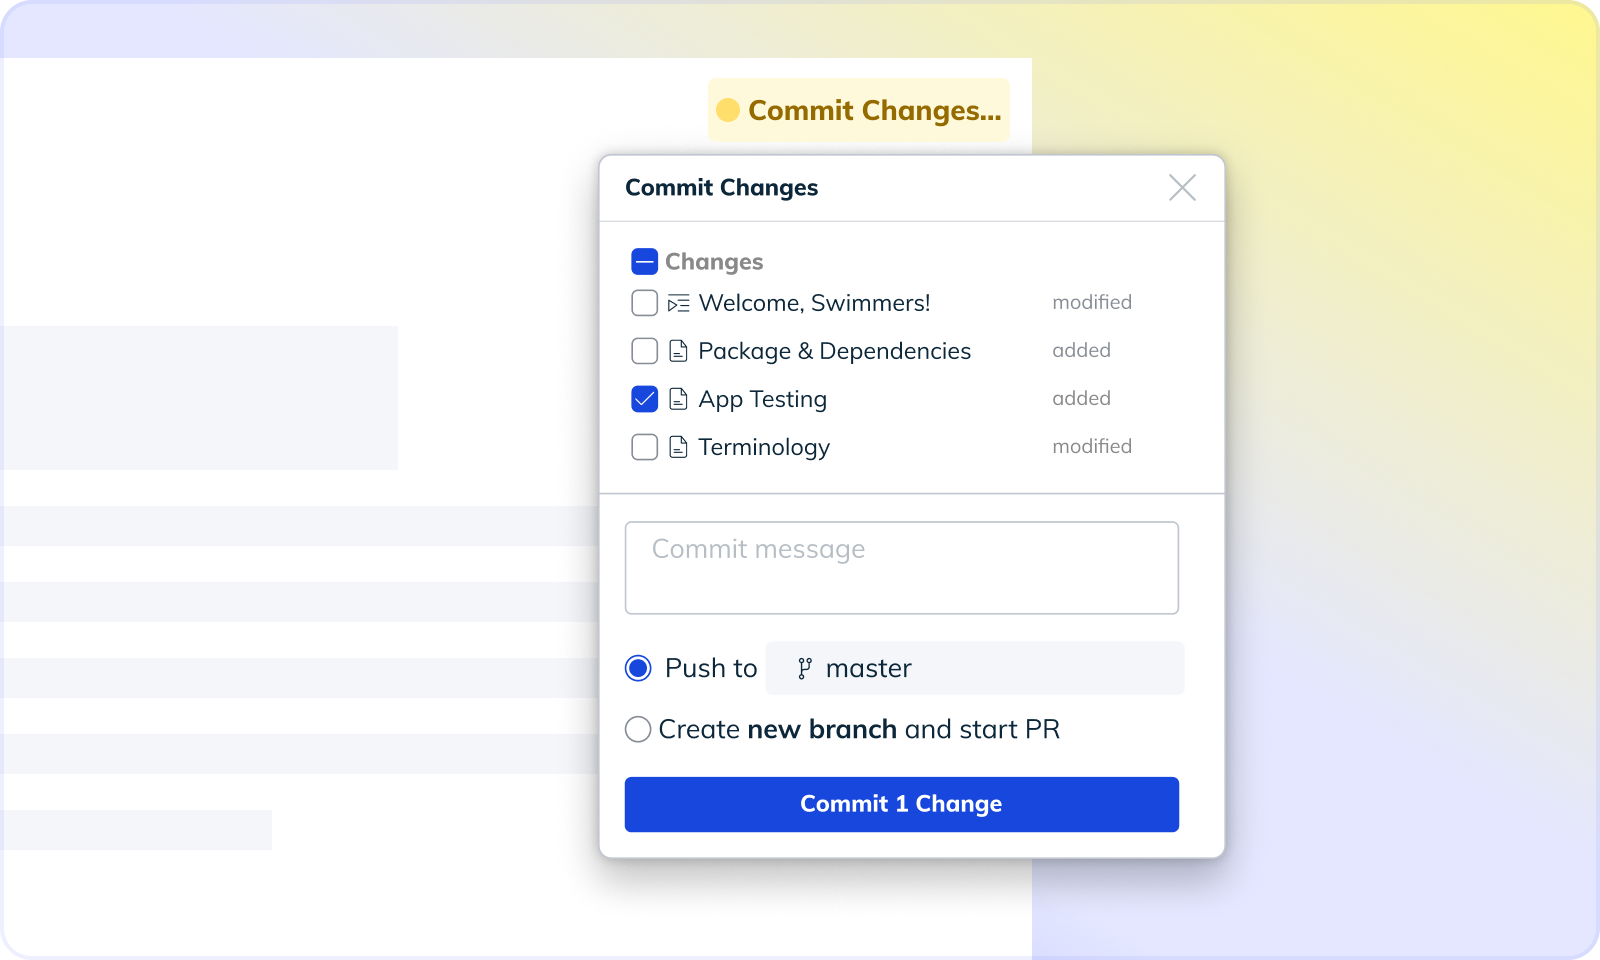 Commit Changes...
Commit Changes
Changes
Welcome, Swimmers! modified
Package & Dependencies added
App Testing added
Terminology modified
Commit message
Push to master
Create new branch and start PR
Commit 1 Change